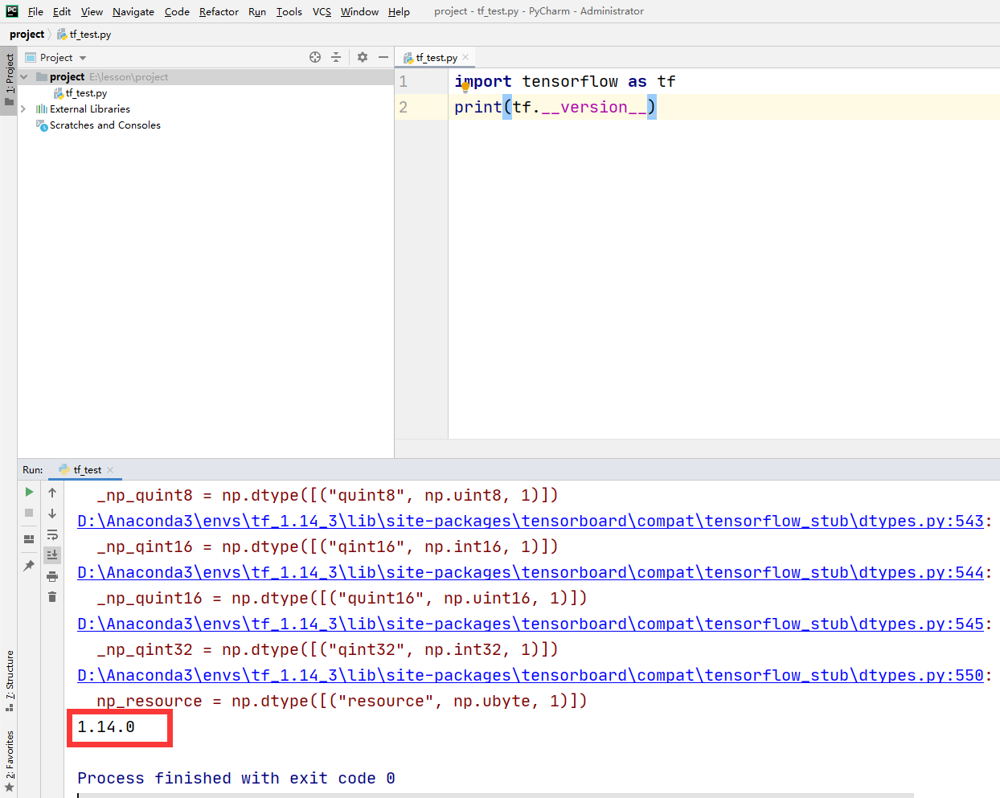 PC File Edit View Navigate Code Refactor Run Tools VCS Window Help project - tf_test.py - PyCharm - Administrator
project tf_test.py
1: Project
Project
project E:\lesson\project
tf_test.py
External Libraries
Scratches and Consoles
tf_test.py
1 import tensorflow as tf
2 print(tf.__version__)
Run: tf_test
_np_quint8 = np.dtype([("quint8", np.uint8, 1)])
D:\Anaconda3\envs\tf_1.14_3\lib\site-packages\tensorboard\compat\tensorflow_stub\dtypes.py:543:
_np_qint16 = np.dtype([("qint16", np.int16, 1)])
D:\Anaconda3\envs\tf_1.14_3\lib\site-packages\tensorboard\compat\tensorflow_stub\dtypes.py:544:
_np_quint16 = np.dtype([("quint16", np.uint16, 1)])
D:\Anaconda3\envs\tf_1.14_3\lib\site-packages\tensorboard\compat\tensorflow_stub\dtypes.py:545:
_np_qint32 = np.dtype([("qint32", np.int32, 1)])
D:\Anaconda3\envs\tf_1.14_3\lib\site-packages\tensorboard\compat\tensorflow_stub\dtypes.py:550:
np_resource = np.dtype([("resource", np.ubyte, 1)])
1.14.0
Process finished with exit code 0
7: Structure
2: Favorites